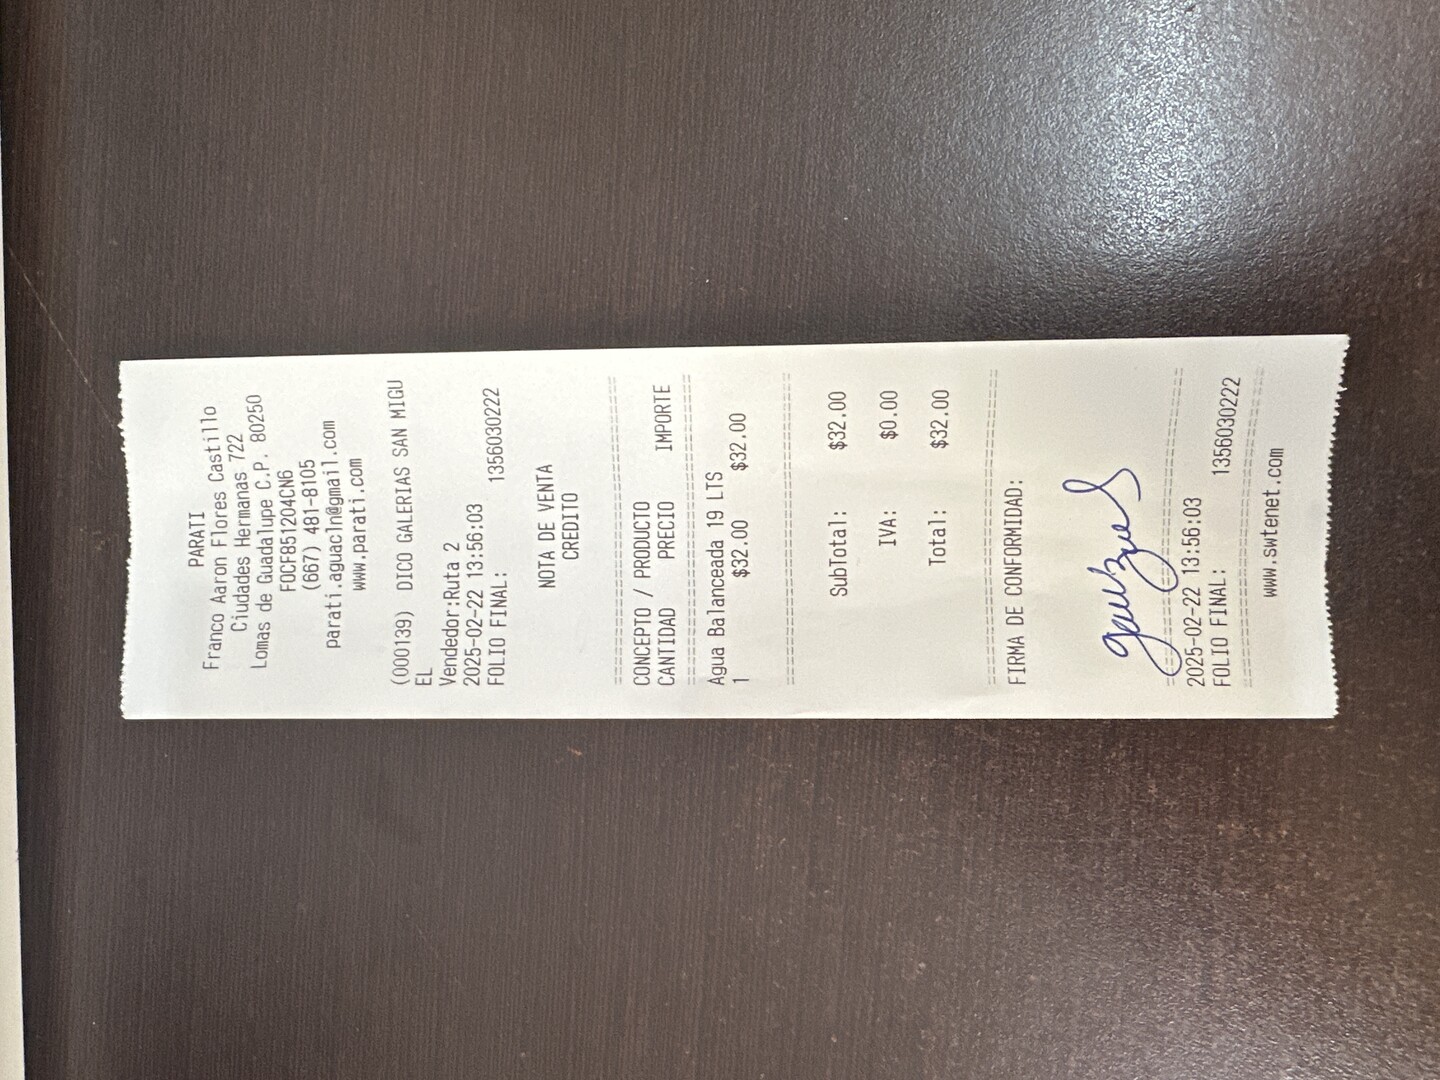 PARATI
Franco Aaron Flores Castillo
Ciudades Hermanas 722
Lomas de Guadalupe C.P. 80250
FOCF851204CN6
(667) 481-8105
parati.aguacln@gmail.com
www.parati.com
(000139) DICO GALERIAS SAN MIGU
EL
Vendedor:Ruta 2
2025-02-22 13:56:03
FOLIO FINAL: 1356030222
NOTA DE VENTA
CREDITO
CONCEPTO / PRODUCTO
CANTIDAD PRECIO IMPORTE
Agua Balanceada 19 LTS
1 $32.00 $32.00
SubTotal: $32.00
IVA: $0.00
Total: $32.00
FIRMA DE CONFORMIDAD:
2025-02-22 13:56:03
FOLIO FINAL: 1356030222
www.swtenet.com